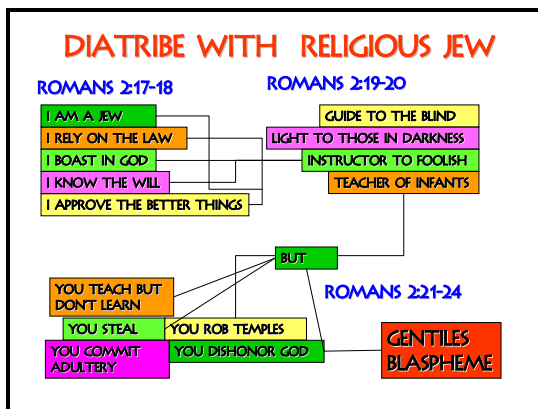 DIATRIBE WITH RELIGIOUS JEW
ROMANS 2:17-18
I AM A JEW
I RELY ON THE LAW
I BOAST IN GOD
I KNOW THE WILL
I APPROVE THE BETTER THINGS
ROMANS 2:19-20
GUIDE TO THE BLIND
LIGHT TO THOSE IN DARKNESS
INSTRUCTOR TO FOOLISH
TEACHER OF INFANTS
BUT
ROMANS 2:21-24
YOU TEACH BUT
DON'T LEARN
YOU STEAL
YOU ROB TEMPLES
YOU COMMIT
ADULTERY
YOU DISHONOR GOD
GENTILES
BLASPHEME